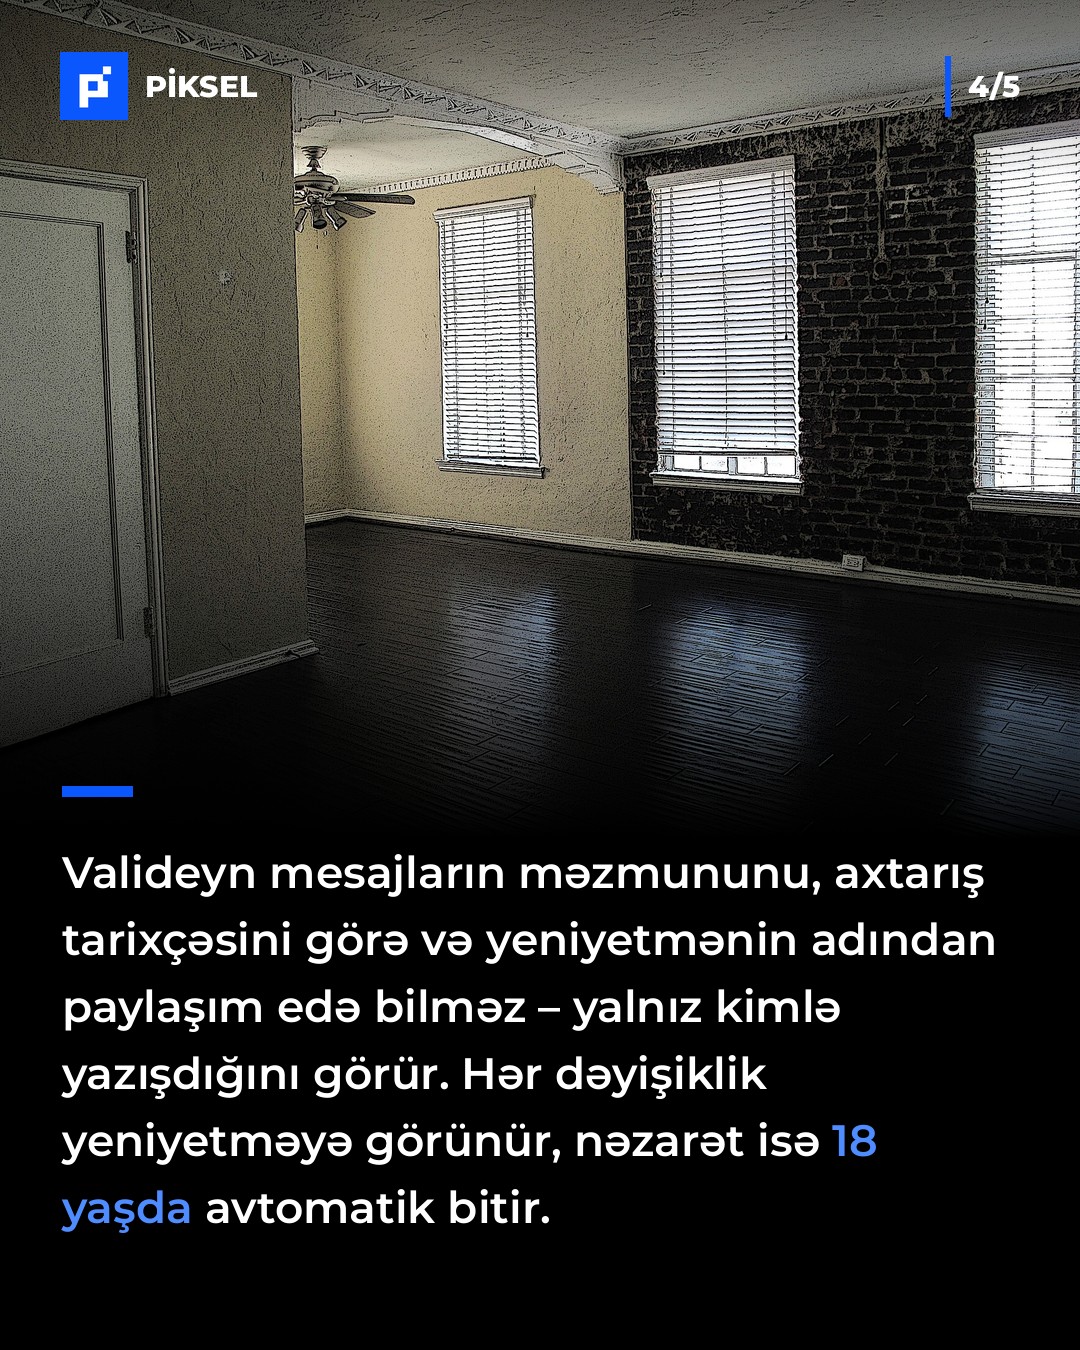 PİKSEL
4/5
Valideyn mesajların məzmununu, axtarış
tarixçəsini görə və yeniyetmənin adından
paylaşım edə bilməz – yalnız kimlə
yazışdığını görür. Hər dəyişiklik
yeniyetməyə görünür, nəzarət isə 18
yaşda avtomatik bitir.